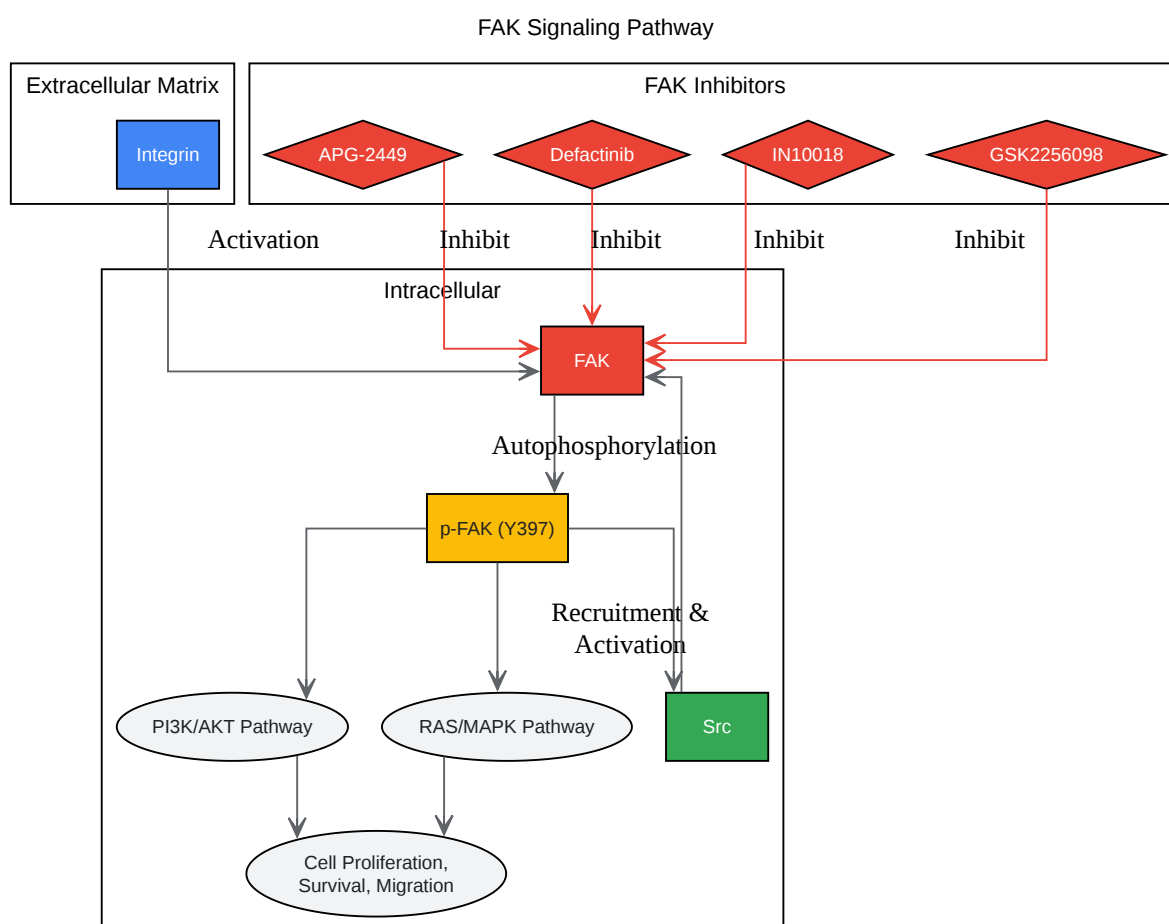 FAK Signaling Pathway
Extracellular Matrix
FAK Inhibitors
Integrin
APG-2449
Defactinib
IN10018
GSK2256098
Activation
Inhibit
Inhibit
Inhibit
Inhibit
Intracellular
FAK
Autophosphorylation
p-FAK (Y397)
Recruitment &
Activation
PI3K/AKT Pathway
RAS/MAPK Pathway
Src
Cell Proliferation,
Survival, Migration